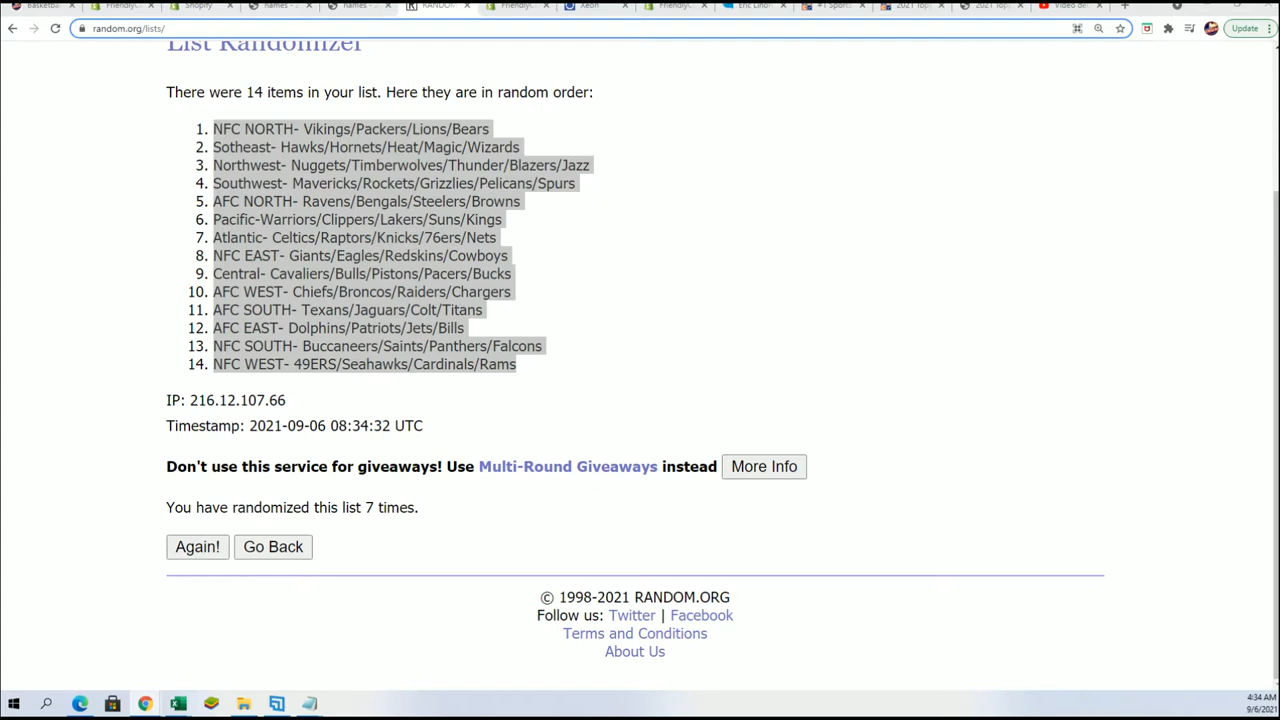 Shopify
names -
names -
RANDOM
Friendly
Xeon
Friendly
random.org/lists/
Update
List Randomizer
There were 14 items in your list. Here they are in random order:
1. NFC NORTH- Vikings/Packers/Lions/Bears
2. Sotheast- Hawks/Hornets/Heat/Magic/Wizards
3. Northwest- Nuggets/Timberwolves/Thunder/Blazers/Jazz
4. Southwest- Mavericks/Rockets/Grizzlies/Pelicans/Spurs
5. AFC NORTH- Ravens/Bengals/Steelers/Browns
6. Pacific-Warriors/Clippers/Lakers/Suns/Kings
7. Atlantic- Celtics/Raptors/Knicks/76ers/Nets
8. NFC EAST- Giants/Eagles/Redskins/Cowboys
9. Central- Cavaliers/Bulls/Pistons/Pacers/Bucks
10. AFC WEST- Chiefs/Broncos/Raiders/Chargers
11. AFC SOUTH- Texans/Jaguars/Colt/Titans
12. AFC EAST- Dolphins/Patriots/Jets/Bills
13. NFC SOUTH- Buccaneers/Saints/Panthers/Falcons
14. NFC WEST- 49ERS/Seahawks/Cardinals/Rams
IP: 216.12.107.66
Timestamp: 2021-09-06 08:34:32 UTC
Don't use this service for giveaways! Use Multi-Round Giveaways instead More Info
You have randomized this list 7 times.
Again! Go Back
© 1998-2021 RANDOM.ORG
Follow us: Twitter | Facebook
Terms and Conditions
About Us
4:34 AM
9/6/2021